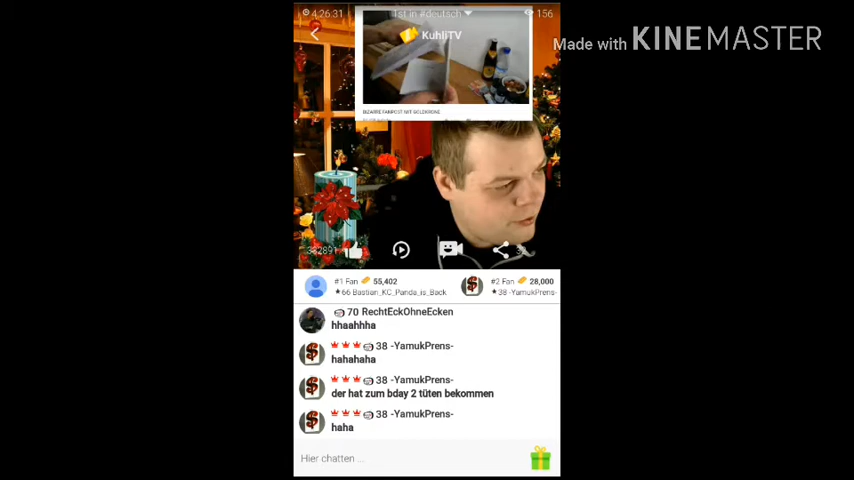 4:26:31
1st in #deutsch
156
KuhliTV
Made with KINEMASTER
BIZARRE FANPOST MIT GOLDKRONE
#1 Fan 55,402
★66 Bastian_KC_Panda_is_Back
#2 Fan 28,000
★38 -YamukPrens-
70 RechtEckOhneEcken
hhaahhha
38 -YamukPrens-
hahahaha
38 -YamukPrens-
der hat zum bday 2 tüten bekommen
38 -YamukPrens-
haha
Hier chatten ...